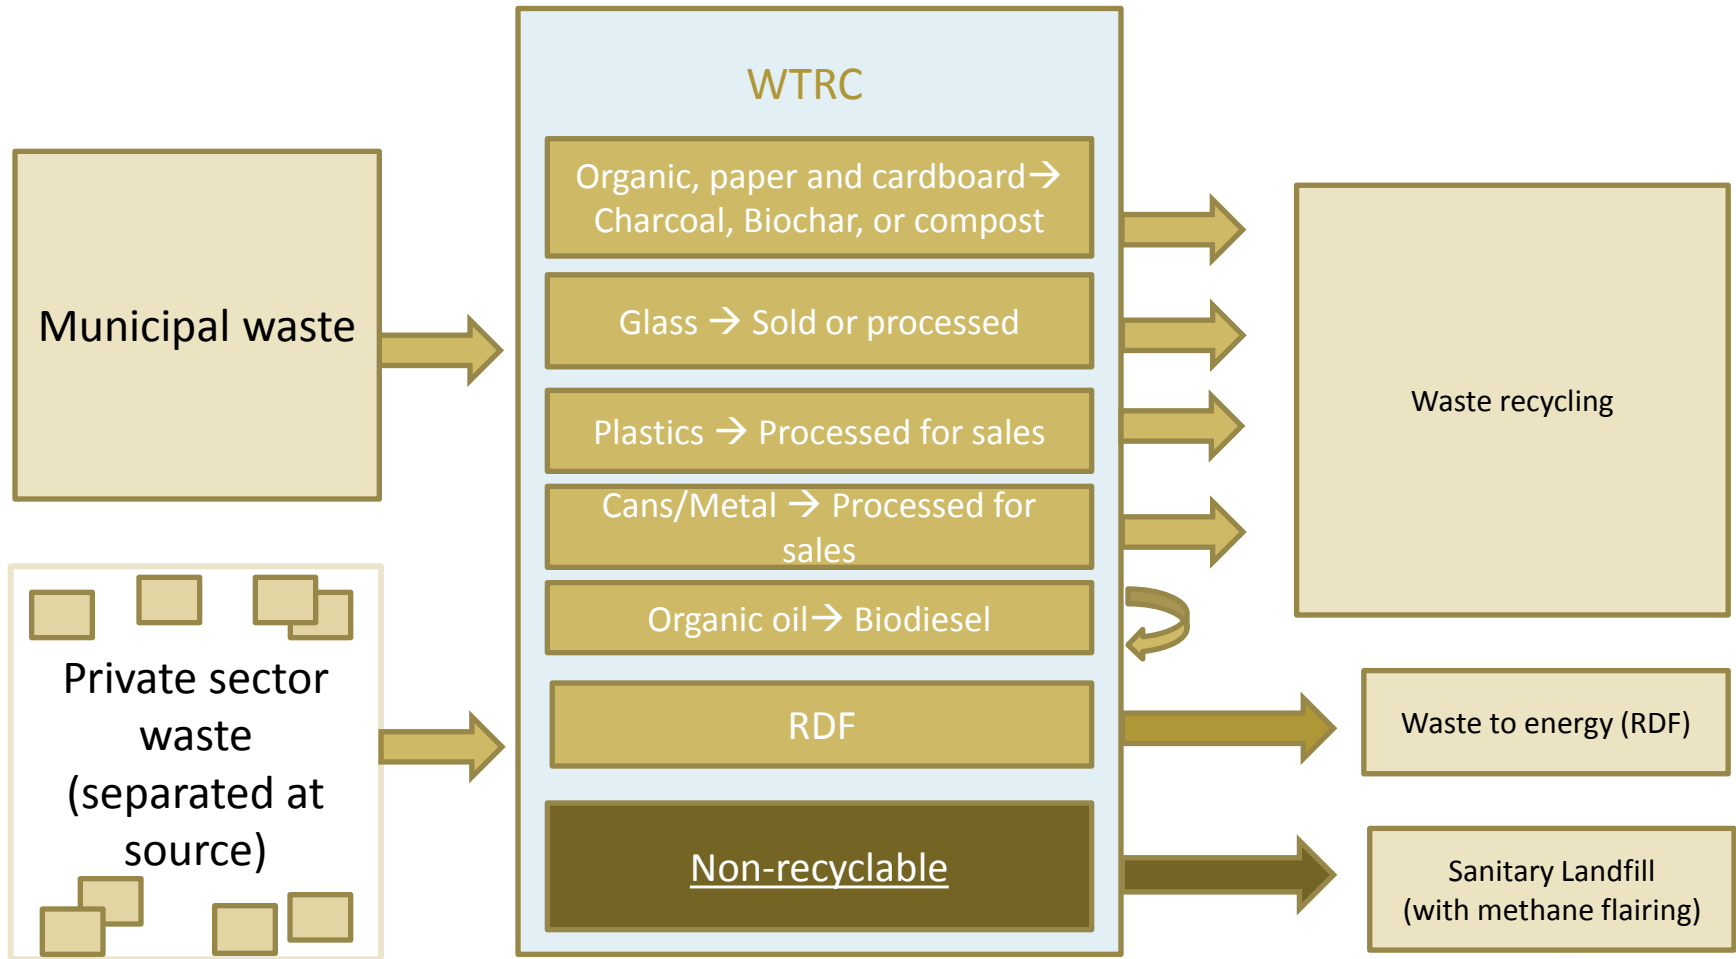 WTRC
Municipal waste
Private sector
waste
(separated at
source)
Organic, paper and cardboard→
Charcoal, Biochar, or compost
Glass → Sold or processed
Plastics → Processed for sales
Cans/Metal → Processed for
sales
Organic oil→ Biodiesel
RDF
Non-recyclable
Waste recycling
Waste to energy (RDF)
Sanitary Landfill
(with methane flairing)